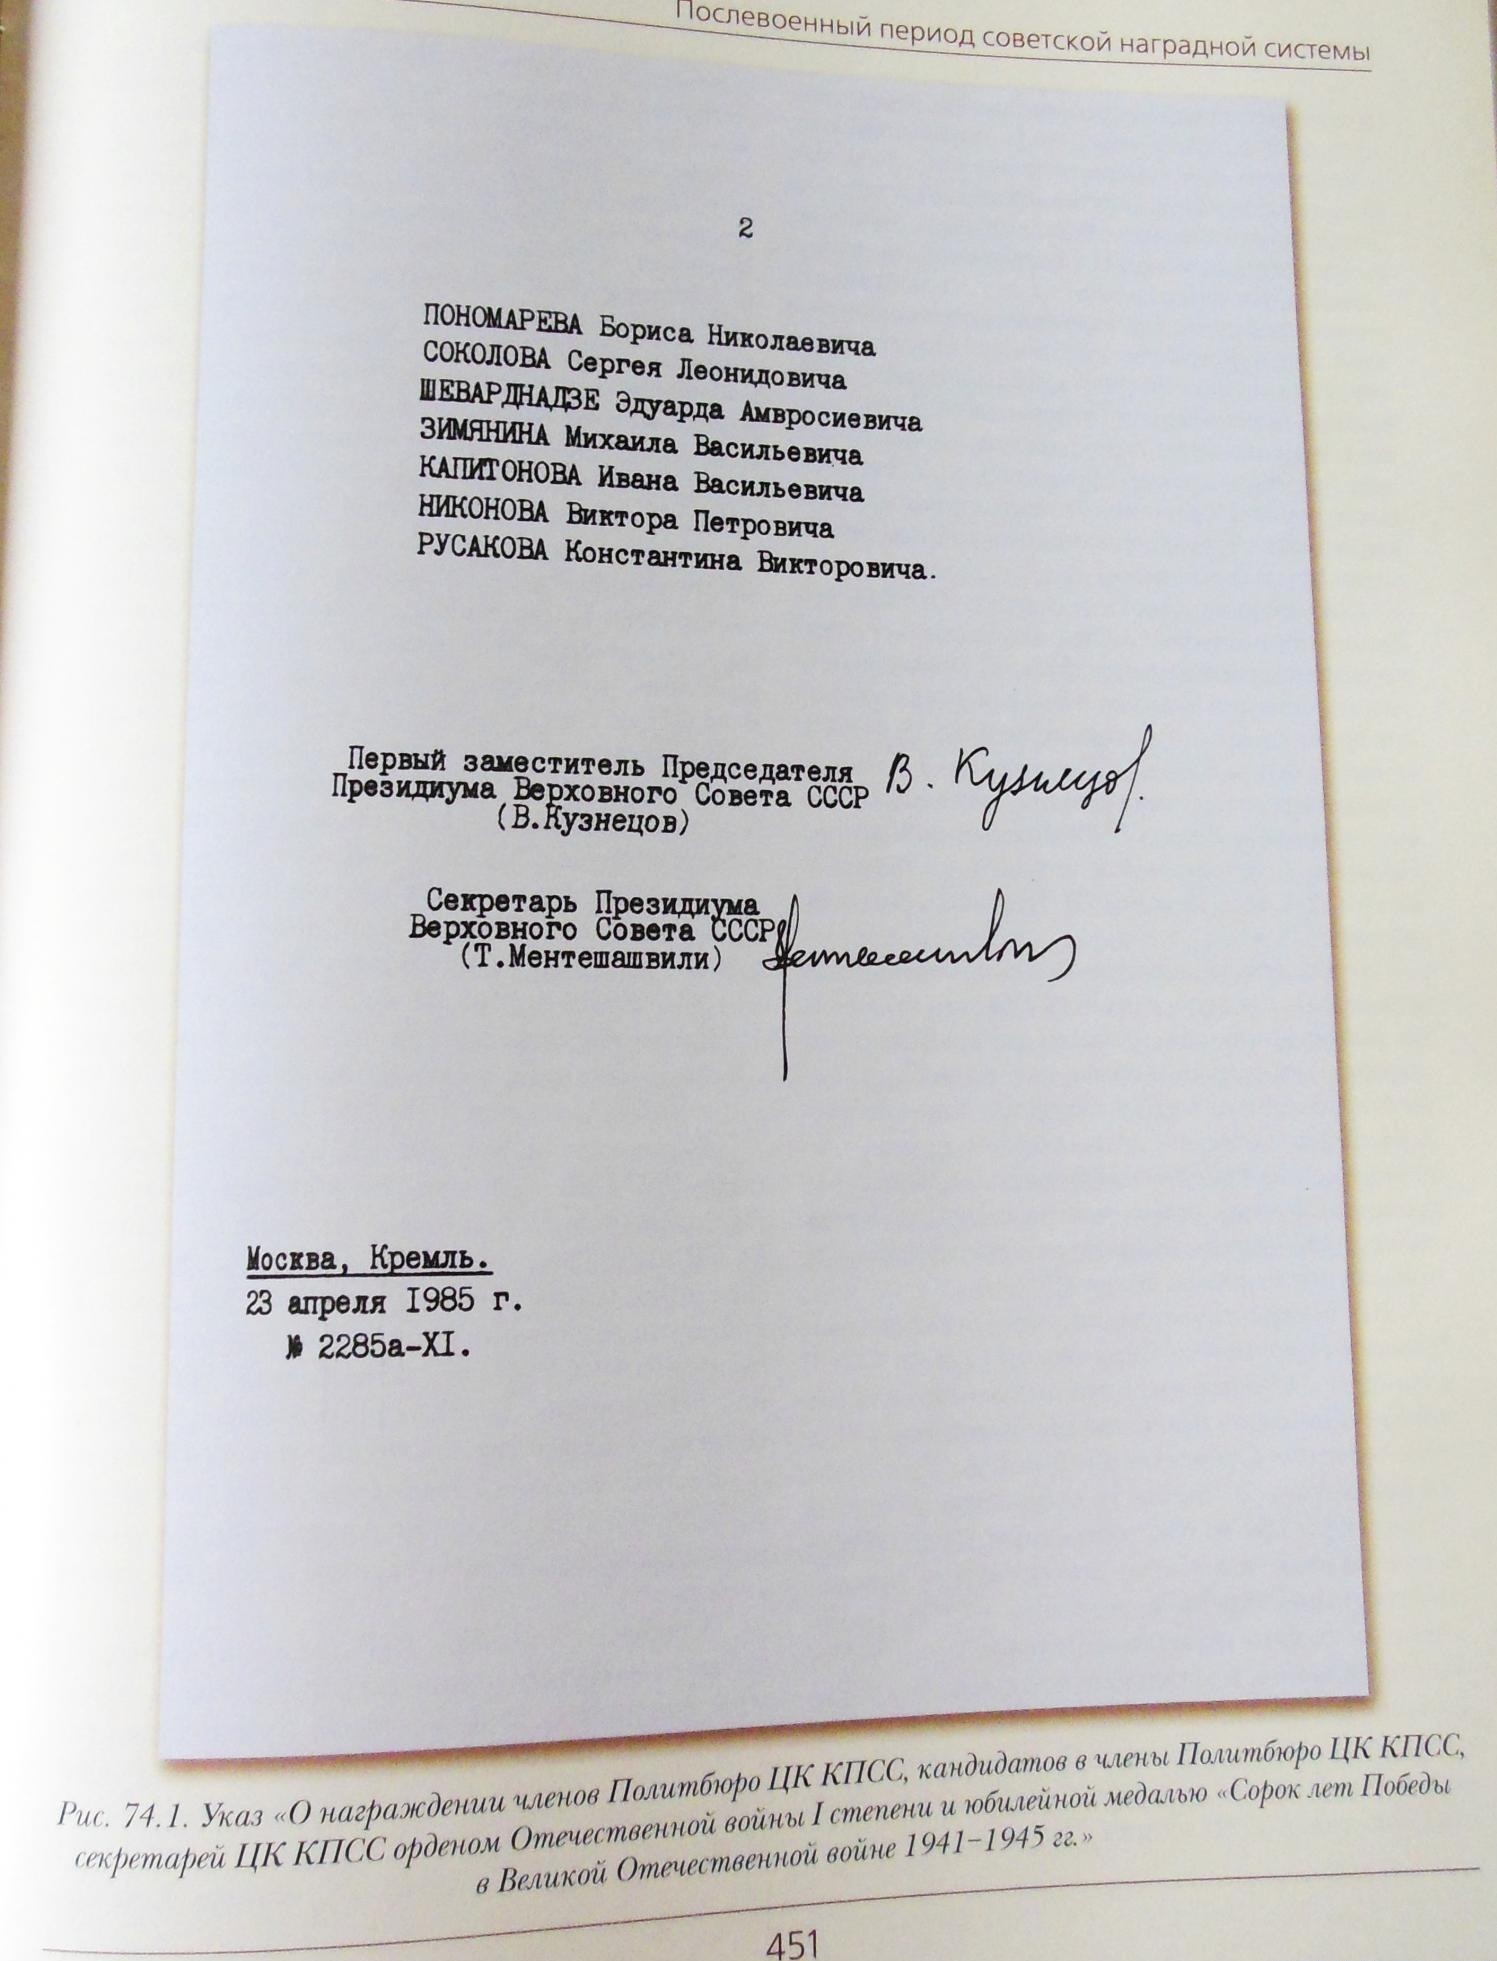 Послевоенный период советской наградной системы
2
ПОНОМАРЕВА Бориса Николаевича
СОКОЛОВА Сергея Леонидовича
ШЕВАРДНАДЗЕ Эдуарда Амвросиевича
ЗИМЯНИНА Михаила Васильевича
КАПИТОНОВА Ивана Васильевича
НИКОНОВА Виктора Петровича
РУСАКОВА Константина Викторовича.
Первый заместитель Председателя
Президиума Верховного Совета СССР
(В.Кузнецов)
В. Кузнецов
Секретарь Президиума
Верховного Совета СССР
(Т.Ментешашвили)
Москва, Кремль.
23 апреля I985 г.
№ 2285а-XI.
Рис. 74.1. Указ «О награждении членов Политбюро ЦК КПСС, кандидатов в члены Политбюро ЦК КПСС,
секретарей ЦК КПСС орденом Отечественной войны I степени и юбилейной медалью «Сорок лет Победы
в Великой Отечественной войне 1941–1945 гг.»
451